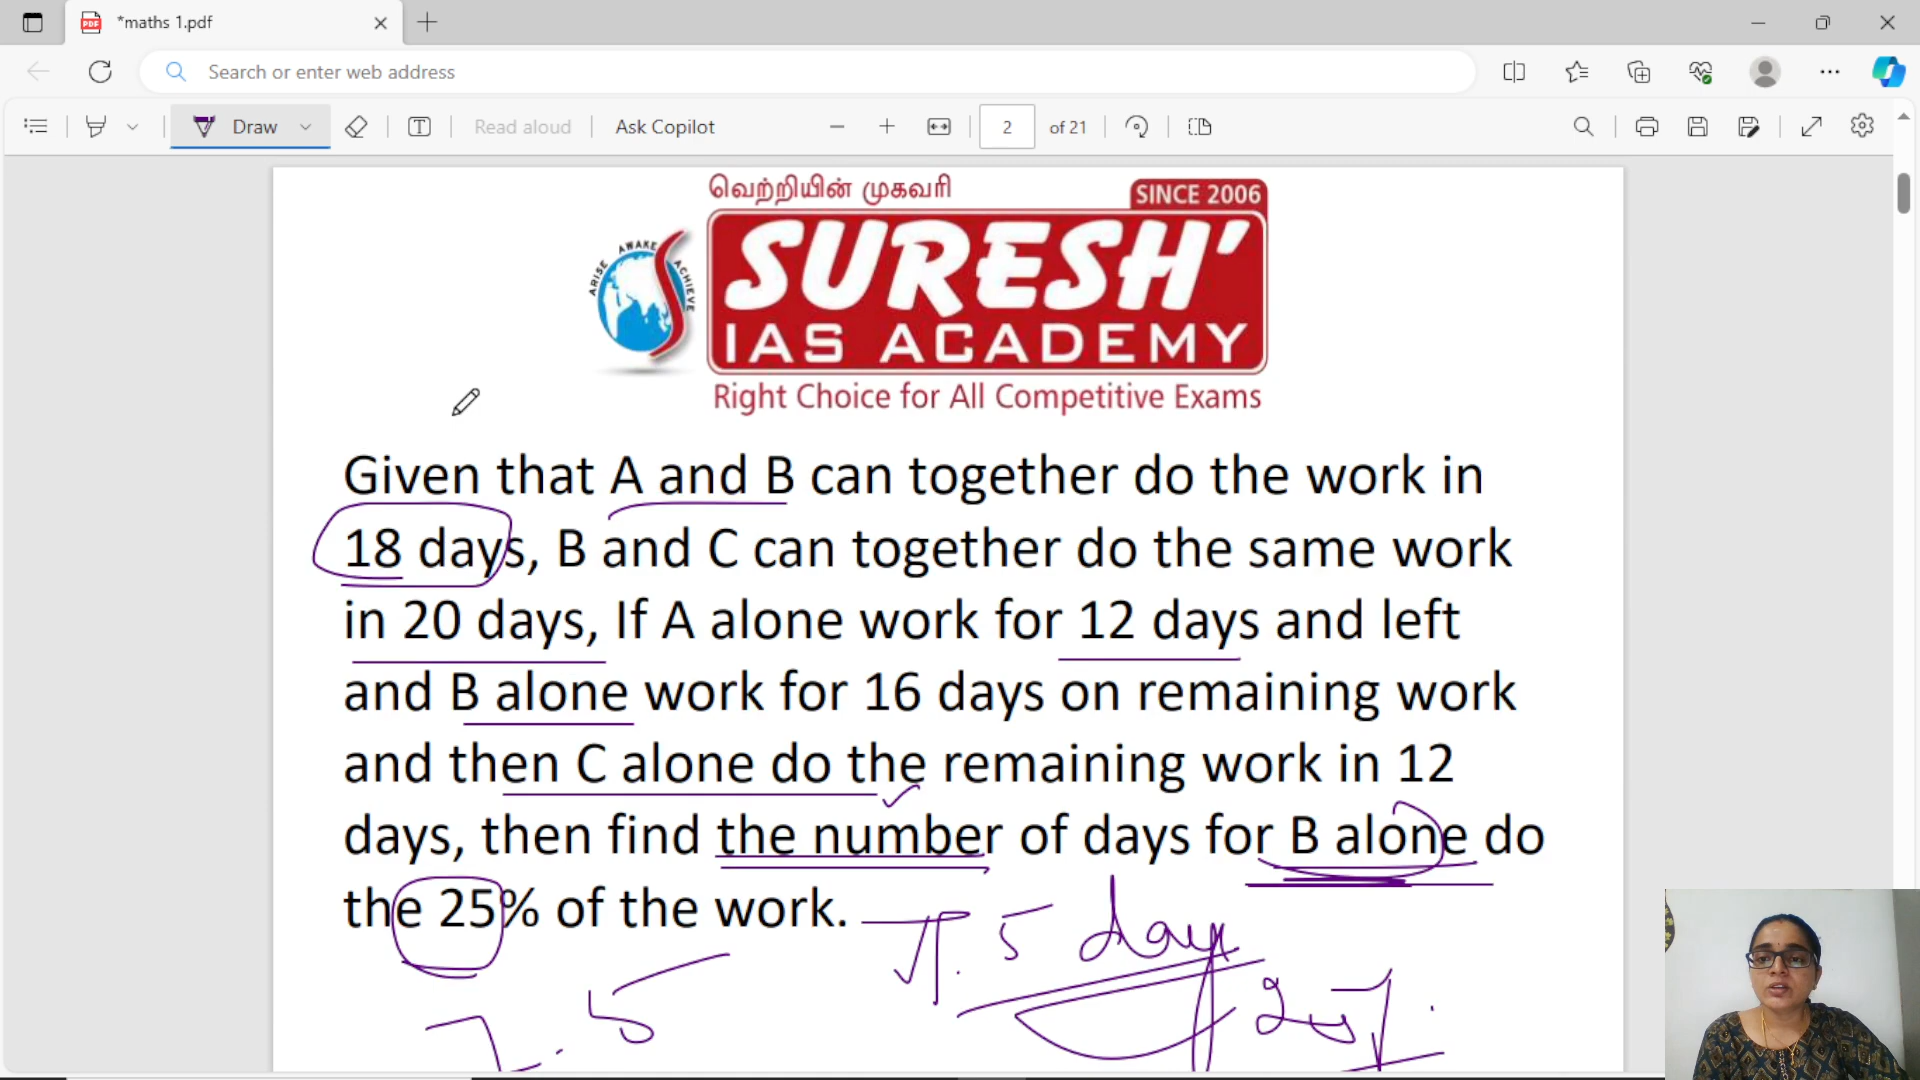 *maths 1.pdf
Search or enter web address
Draw
Read aloud
Ask Copilot
2
of 21
வெற்றியின் முகவரி
SINCE 2006
ARISE AWAKE ACHIEVE
SURESH'
IAS ACADEMY
Right Choice for All Competitive Exams
Given that A and B can together do the work in
18 days, B and C can together do the same work
in 20 days, If A alone work for 12 days and left
and B alone work for 16 days on remaining work
and then C alone do the remaining work in 12
days, then find the number of days for B alone do
the 25% of the work.
7.5 days
7.5
25%